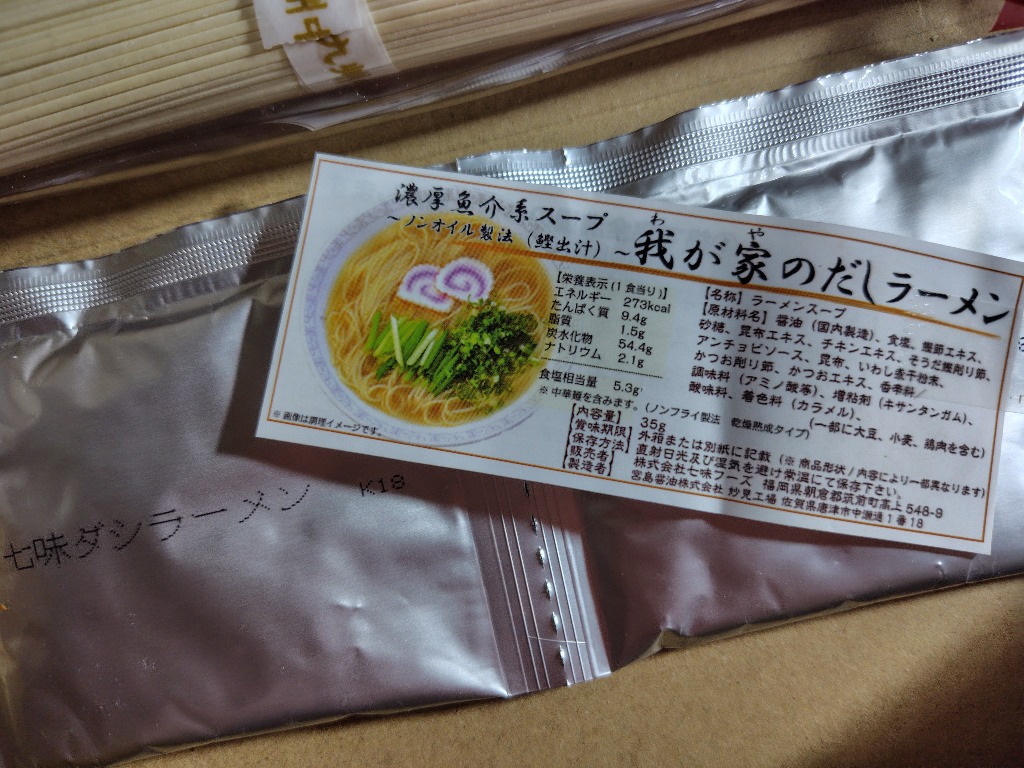 濃厚魚介系スープ
～ノンオイル製法（鰹出汁）～
わ や
我が家のだしラーメン
【栄養表示(1食当り)】
エネルギー 273kcal
たんぱく質 9.4g
脂質 1.5g
炭水化物 54.4g
ナトリウム 2.1g
食塩相当量 5.3g
※中華麺を含みます。(ノンフライ製法 乾燥熟成タイプ)
※画像は調理イメージです。
【名称】ラーメンスープ
【原材料名】醤油（国内製造）、食塩、鰹節エキス、
砂糖、昆布エキス、チキンエキス、そうだ鰹削り節、
アンチョビソース、昆布、いわし煮干粉末、
かつお削り節、かつおエキス、香辛料／
調味料（アミノ酸等）、増粘剤（キサンタンガム）、
酸味料、着色料（カラメル）、
(一部に大豆、小麦、鶏肉を含む)
【内容量】 35g
【賞味期限】 外箱または別紙に記載（※商品形状/内容により一部異なります)
【保存方法】 直射日光及び湿気を避け常温にて保存下さい。
【販売者】 株式会社七味フーズ 福岡県朝倉郡筑前町高上548-9
【製造者】 宮島醤油株式会社 妙見工場 佐賀県唐津市中瀬通1番18
七味ダシラーメン K18